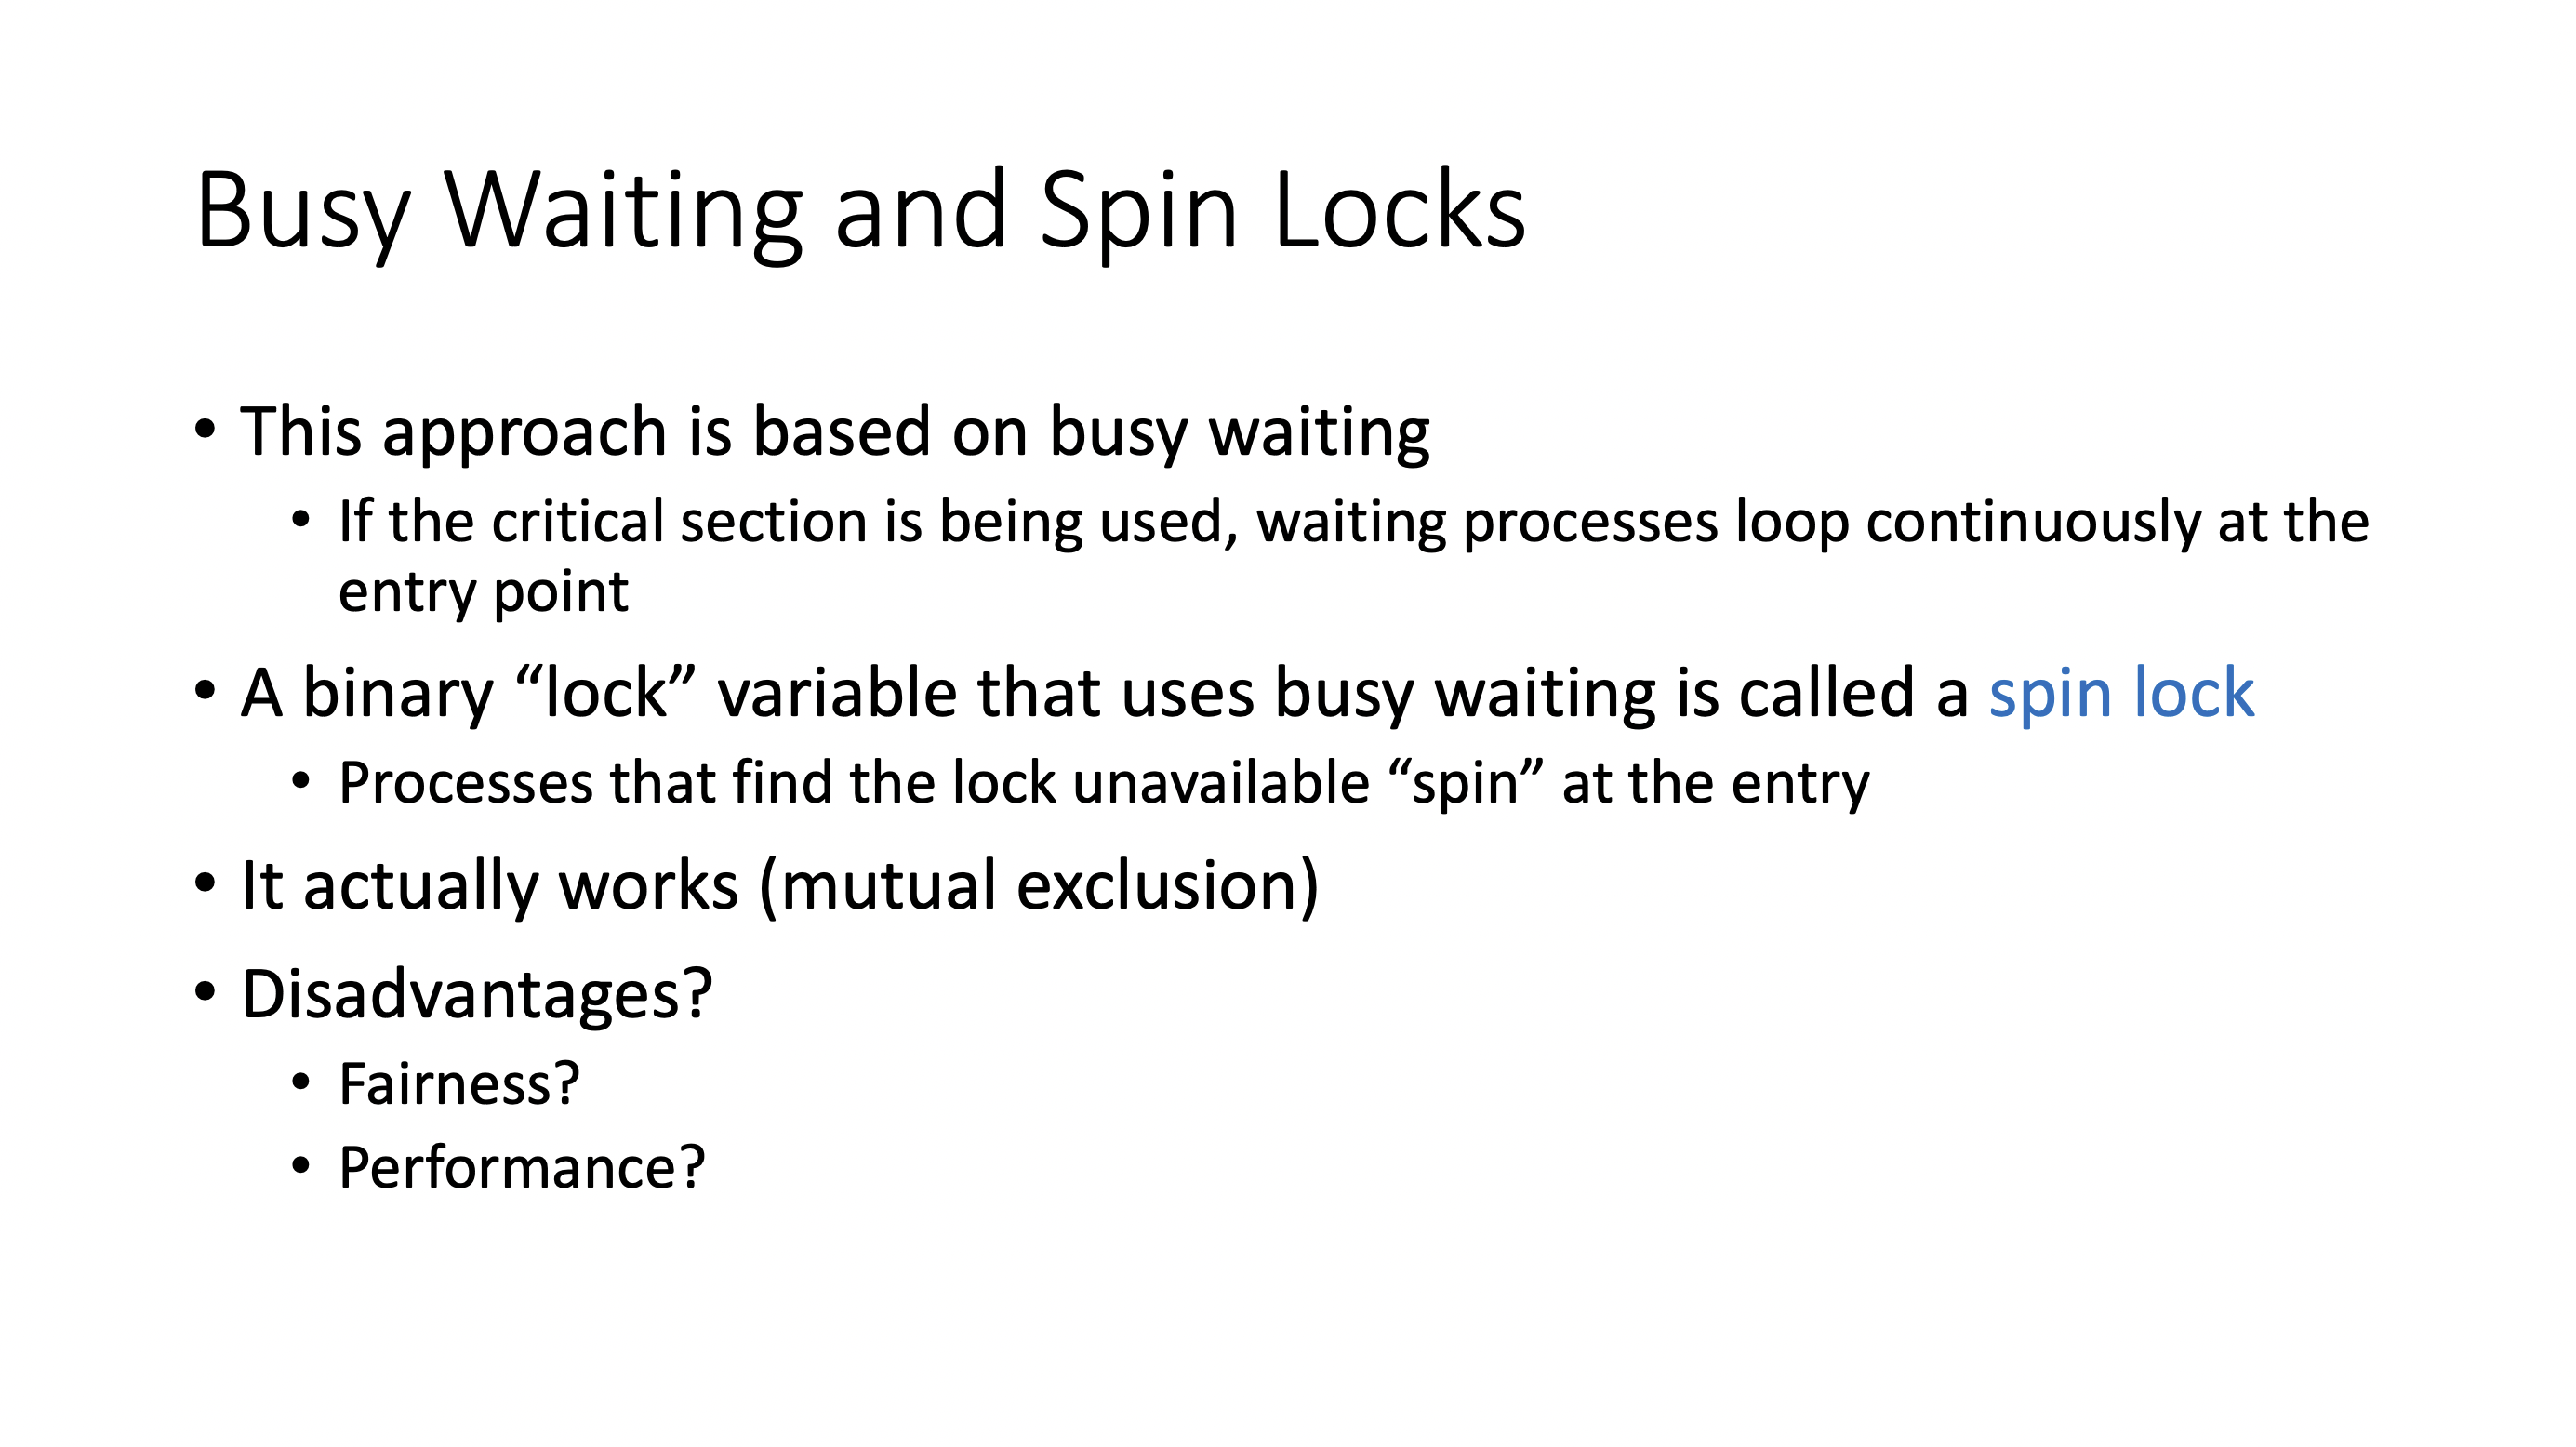 Busy Waiting and Spin Locks
• This approach is based on busy waiting
• If the critical section is being used, waiting processes loop continuously at the
entry point
• A binary “lock” variable that uses busy waiting is called a spin lock
• Processes that find the lock unavailable “spin” at the entry
• It actually works (mutual exclusion)
• Disadvantages?
• Fairness?
• Performance?